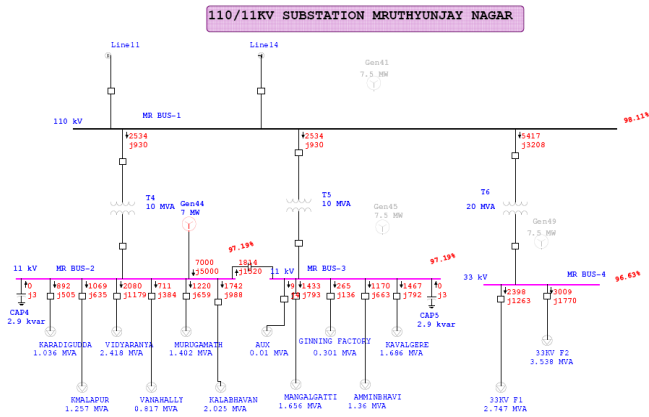 110/11KV SUBSTATION MRUTHYUNJAY NAGAR
Line11
Line14
Gen41
7.5 MW
MR BUS-1
110 kV
98.11%
2534
j930
2534
j930
5417
j3208
T4
10 MVA
Gen44
7 MW
T5
10 MVA
Gen45
7.5 MW
T6
20 MVA
Gen49
7.5 MW
7000
j5000
97.19%
1814
j1520
97.19%
11 kV
MR BUS-2
11 kV
MR BUS-3
33 kV
MR BUS-4
96.63%
0
j3
892
j505
1069
j635
2080
j1179
711
j384
1220
j659
1742
j988
9
1433
j793
265
j136
1170
j663
1467
j792
0
j3
2398
j1263
3009
j1770
CAP4
2.9 kvar
CAP5
2.9 kvar
KARADIGUDDA
1.036 MVA
VIDYARANYA
2.418 MVA
MURUGAMATH
1.402 MVA
AUX
0.01 MVA
GINNING FACTORY
0.301 MVA
KAVALGERE
1.686 MVA
33KV F2
3.538 MVA
KMALAPUR
1.257 MVA
VANAHALLY
0.817 MVA
KALABHAVAN
2.025 MVA
MANGALGATTI
1.656 MVA
AMMINBHAVI
1.36 MVA
33KV F1
2.747 MVA